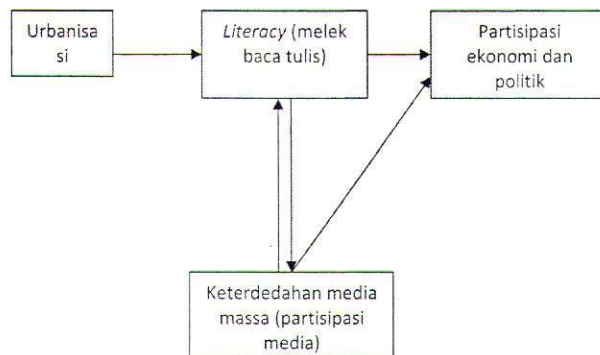 Urbanisa
si
Literacy (melek
baca tulis)
Partisipasi
ekonomi dan
politik
Keterdedahan media
massa (partisipasi
media)